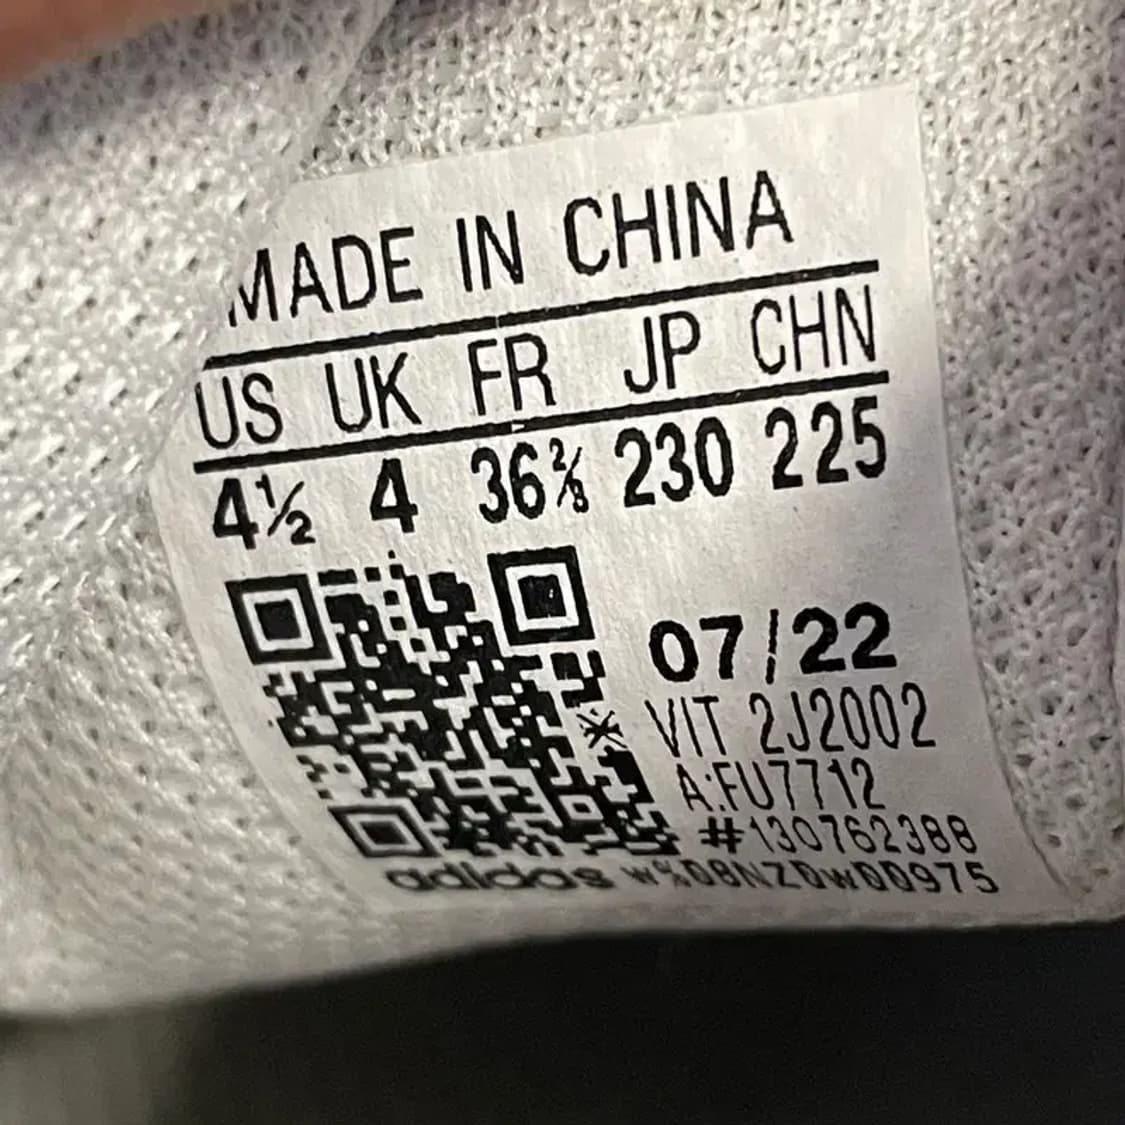 MADE IN CHINA
US UK FR JP CHN
4½ 4 36⅔ 230 225
07/22
VIT 2J2002
A:FU7712
#130762388
adidas